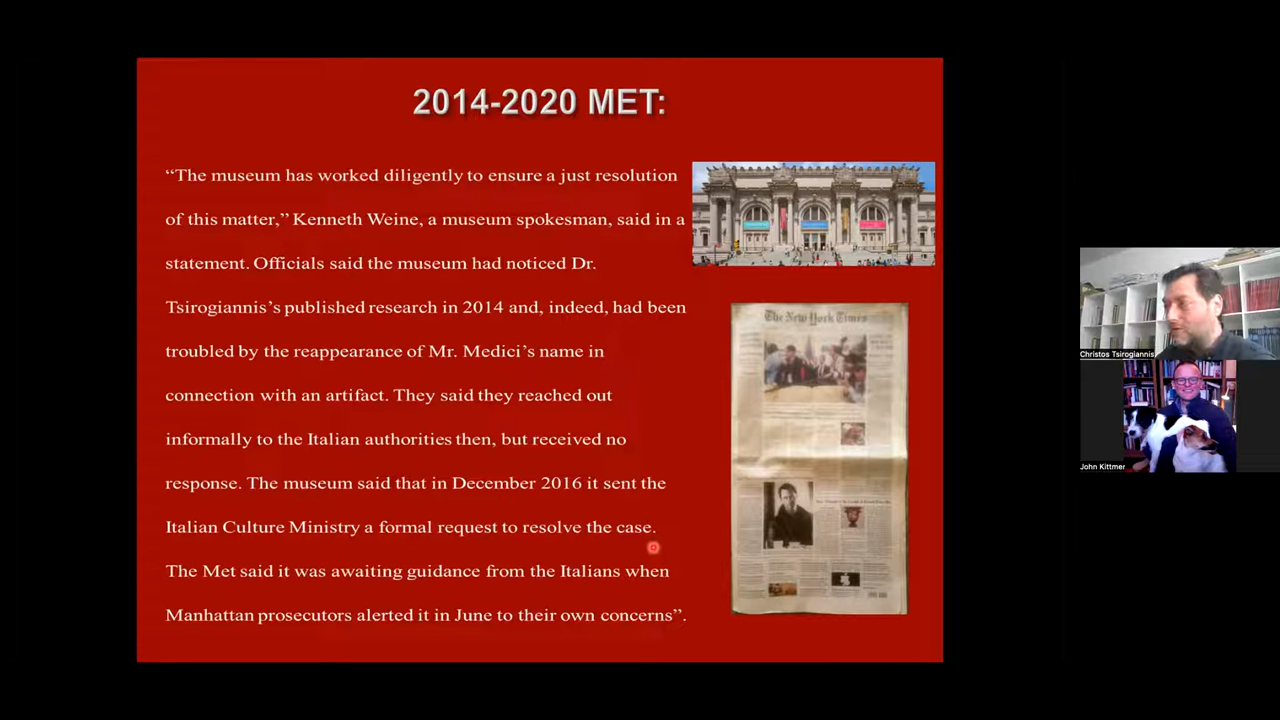 2014-2020 MET:
“The museum has worked diligently to ensure a just resolution
of this matter,” Kenneth Weine, a museum spokesman, said in a
statement. Officials said the museum had noticed Dr.
Tsirogiannis’s published research in 2014 and, indeed, had been
troubled by the reappearance of Mr. Medici’s name in
connection with an artifact. They said they reached out
informally to the Italian authorities then, but received no
response. The museum said that in December 2016 it sent the
Italian Culture Ministry a formal request to resolve the case.
The Met said it was awaiting guidance from the Italians when
Manhattan prosecutors alerted it in June to their own concerns”.
The New York Times
Christos Tsirogiannis
John Kittmer